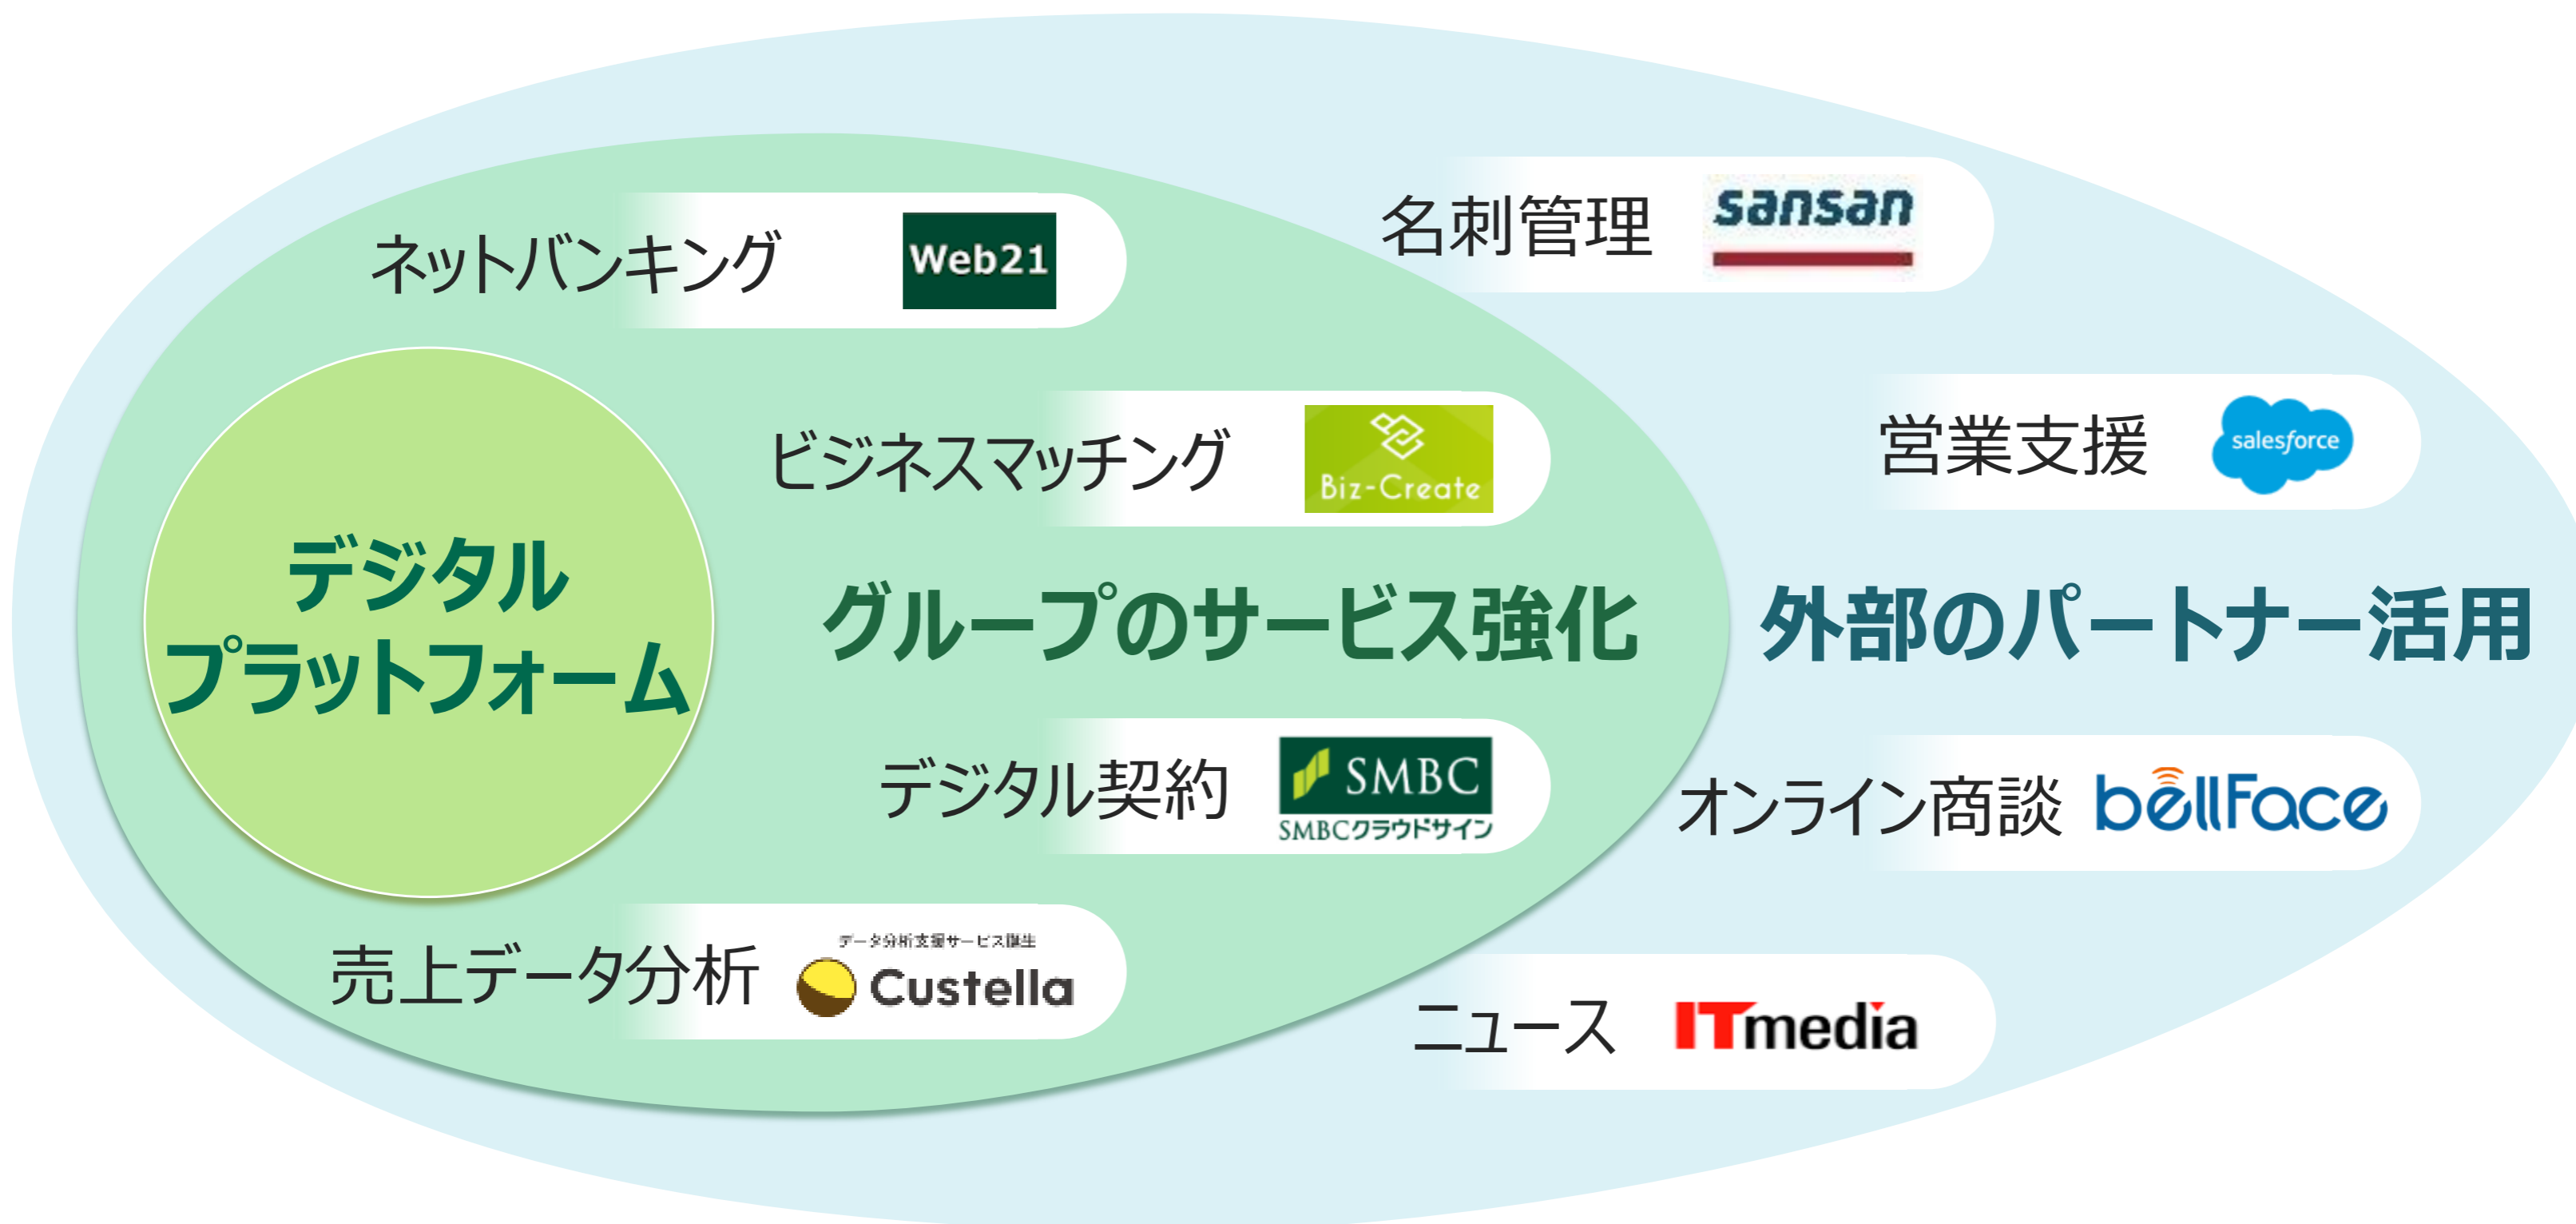 名刺管理 sansan
ネットバンキング Web21
営業支援 salesforce
ビジネスマッチング Biz-Create
デジタル
プラットフォーム
グループのサービス強化
外部のパートナー活用
デジタル契約 SMBC
SMBCクラウドサイン
オンライン商談 bellFace
データ分析支援サービス誕生
売上データ分析 Custella
ニュース ITmedia